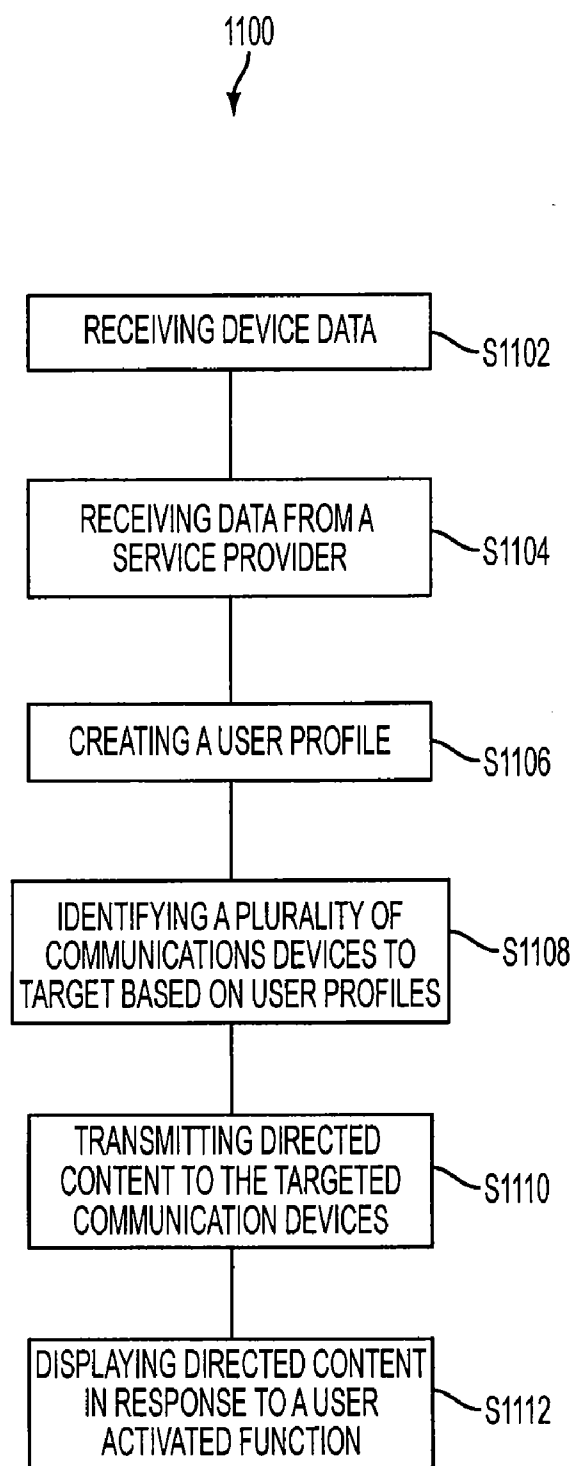 1100
RECEIVING DEVICE DATA
S1102
RECEIVING DATA FROM A
SERVICE PROVIDER
S1104
CREATING A USER PROFILE
S1106
IDENTIFYING A PLURALITY OF
COMMUNICATIONS DEVICES TO
TARGET BASED ON USER PROFILES
S1108
TRANSMITTING DIRECTED
CONTENT TO THE TARGETED
COMMUNICATION DEVICES
S1110
DISPLAYING DIRECTED CONTENT
IN RESPONSE TO A USER
ACTIVATED FUNCTION
S1112